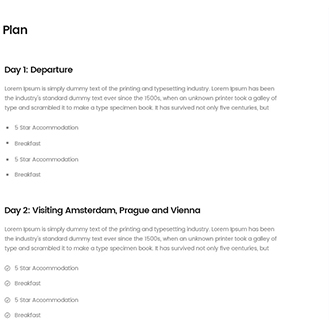 Plan
Day 1: Departure
Lorem Ipsum is simply dummy text of the printing and typesetting industry. Lorem Ipsum has been
the industry's standard dummy text ever since the 1500s, when an unknown printer took a galley of
type and scrambled it to make a type specimen book. It has survived not only five centuries, but
5 Star Accommodation
Breakfast
5 Star Accommodation
Breakfast
Day 2: Visiting Amsterdam, Prague and Vienna
Lorem Ipsum is simply dummy text of the printing and typesetting industry. Lorem Ipsum has been
the industry's standard dummy text ever since the 1500s, when an unknown printer took a galley of
type and scrambled it to make a type specimen book. It has survived not only five centuries, but
5 Star Accommodation
Breakfast
5 Star Accommodation
Breakfast